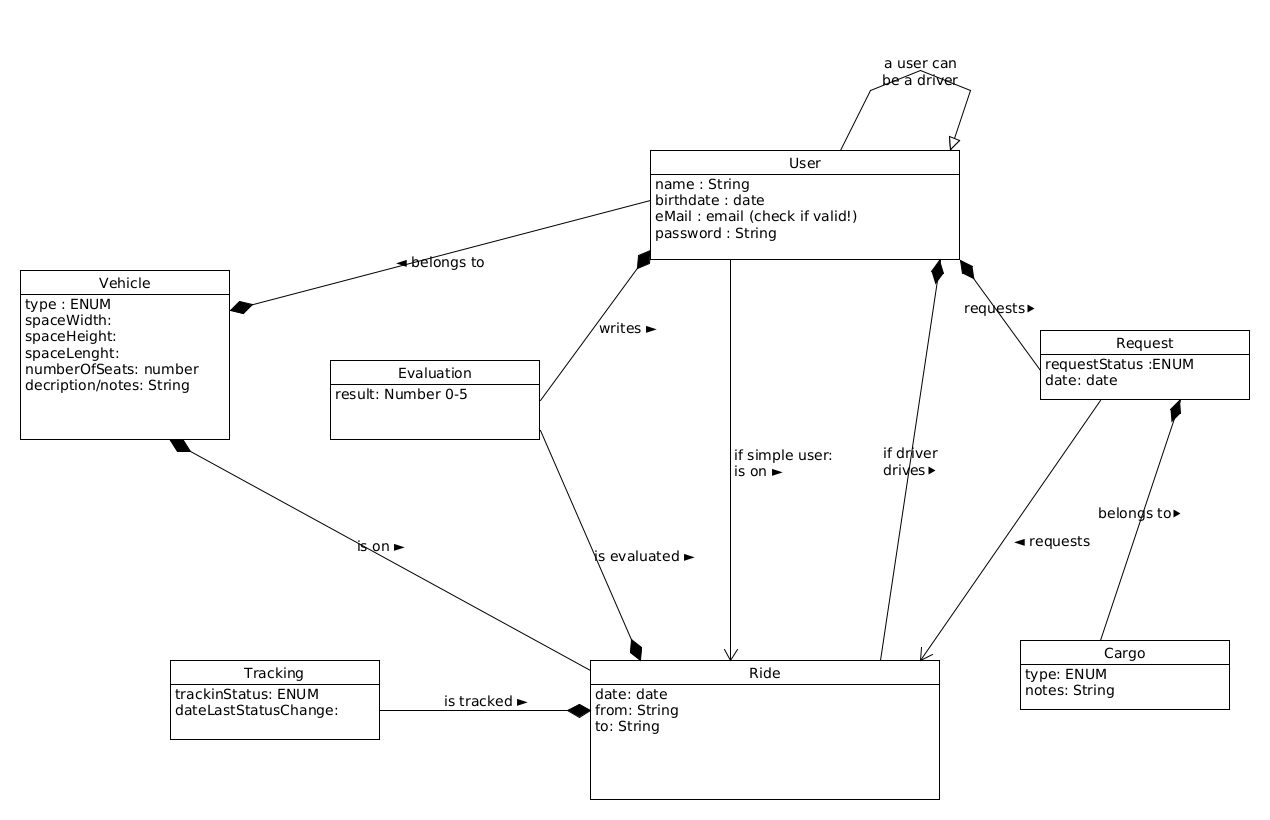 a user can
be a driver
User
name : String
birthdate : date
eMail : email (check if valid!)
password : String
◄ belongs to
Vehicle
type : ENUM
spaceWidth:
spaceHeight:
spaceLenght:
numberOfSeats: number
decription/notes: String
writes ►
requests►
Request
requestStatus :ENUM
date: date
Evaluation
result: Number 0-5
if simple user:
is on ►
if driver
drives►
belongs to►
is on ►
is evaluated ►
◄ requests
Tracking
trackinStatus: ENUM
dateLastStatusChange:
is tracked ►
Ride
date: date
from: String
to: String
Cargo
type: ENUM
notes: String